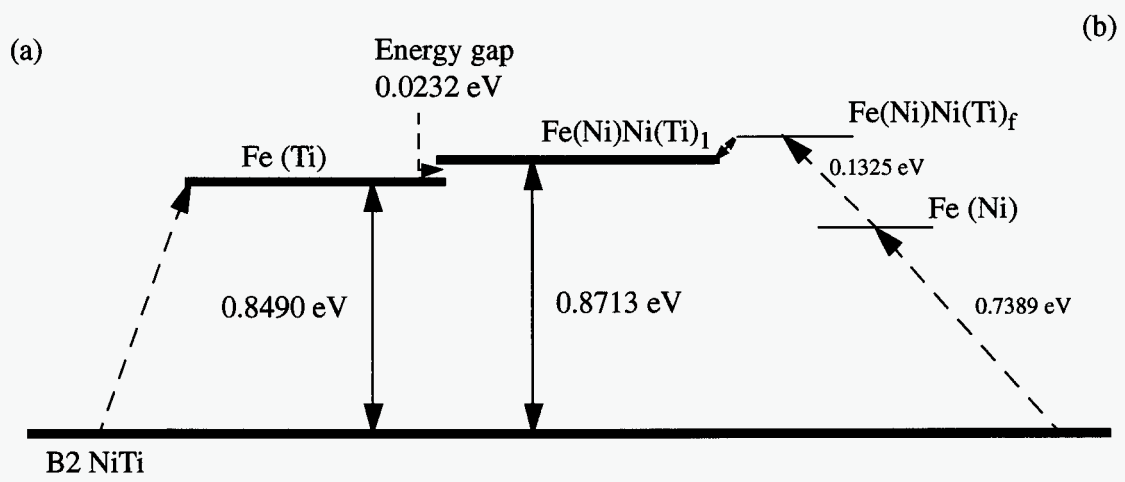 (a)
(b)
Energy gap
0.0232 eV
Fe (Ti)
Fe(Ni)Ni(Ti)1
Fe(Ni)Ni(Ti)f
0.1325 eV
Fe (Ni)
0.8490 eV
0.8713 eV
0.7389 eV
B2 NiTi